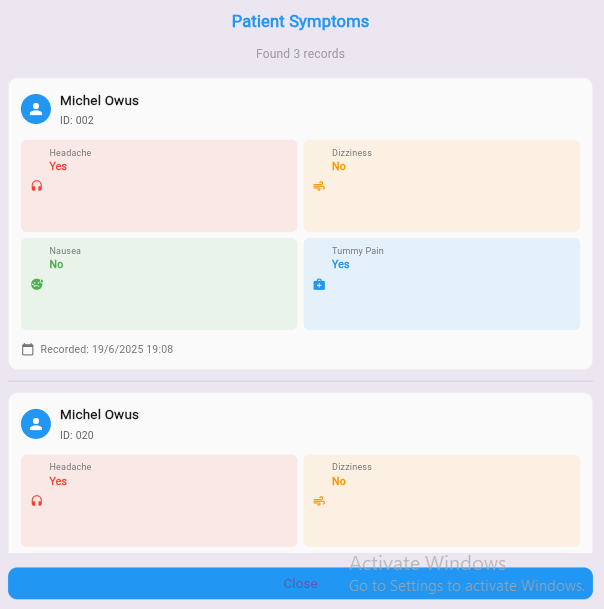 Patient Symptoms
Found 3 records
Michel Owus
ID: 002
Headache
Yes
Dizziness
No
Nausea
No
Tummy Pain
Yes
Recorded: 19/6/2025 19:08
Michel Owus
ID: 020
Headache
Yes
Dizziness
No
Activate Windows
Close
Go to Settings to activate Windows.